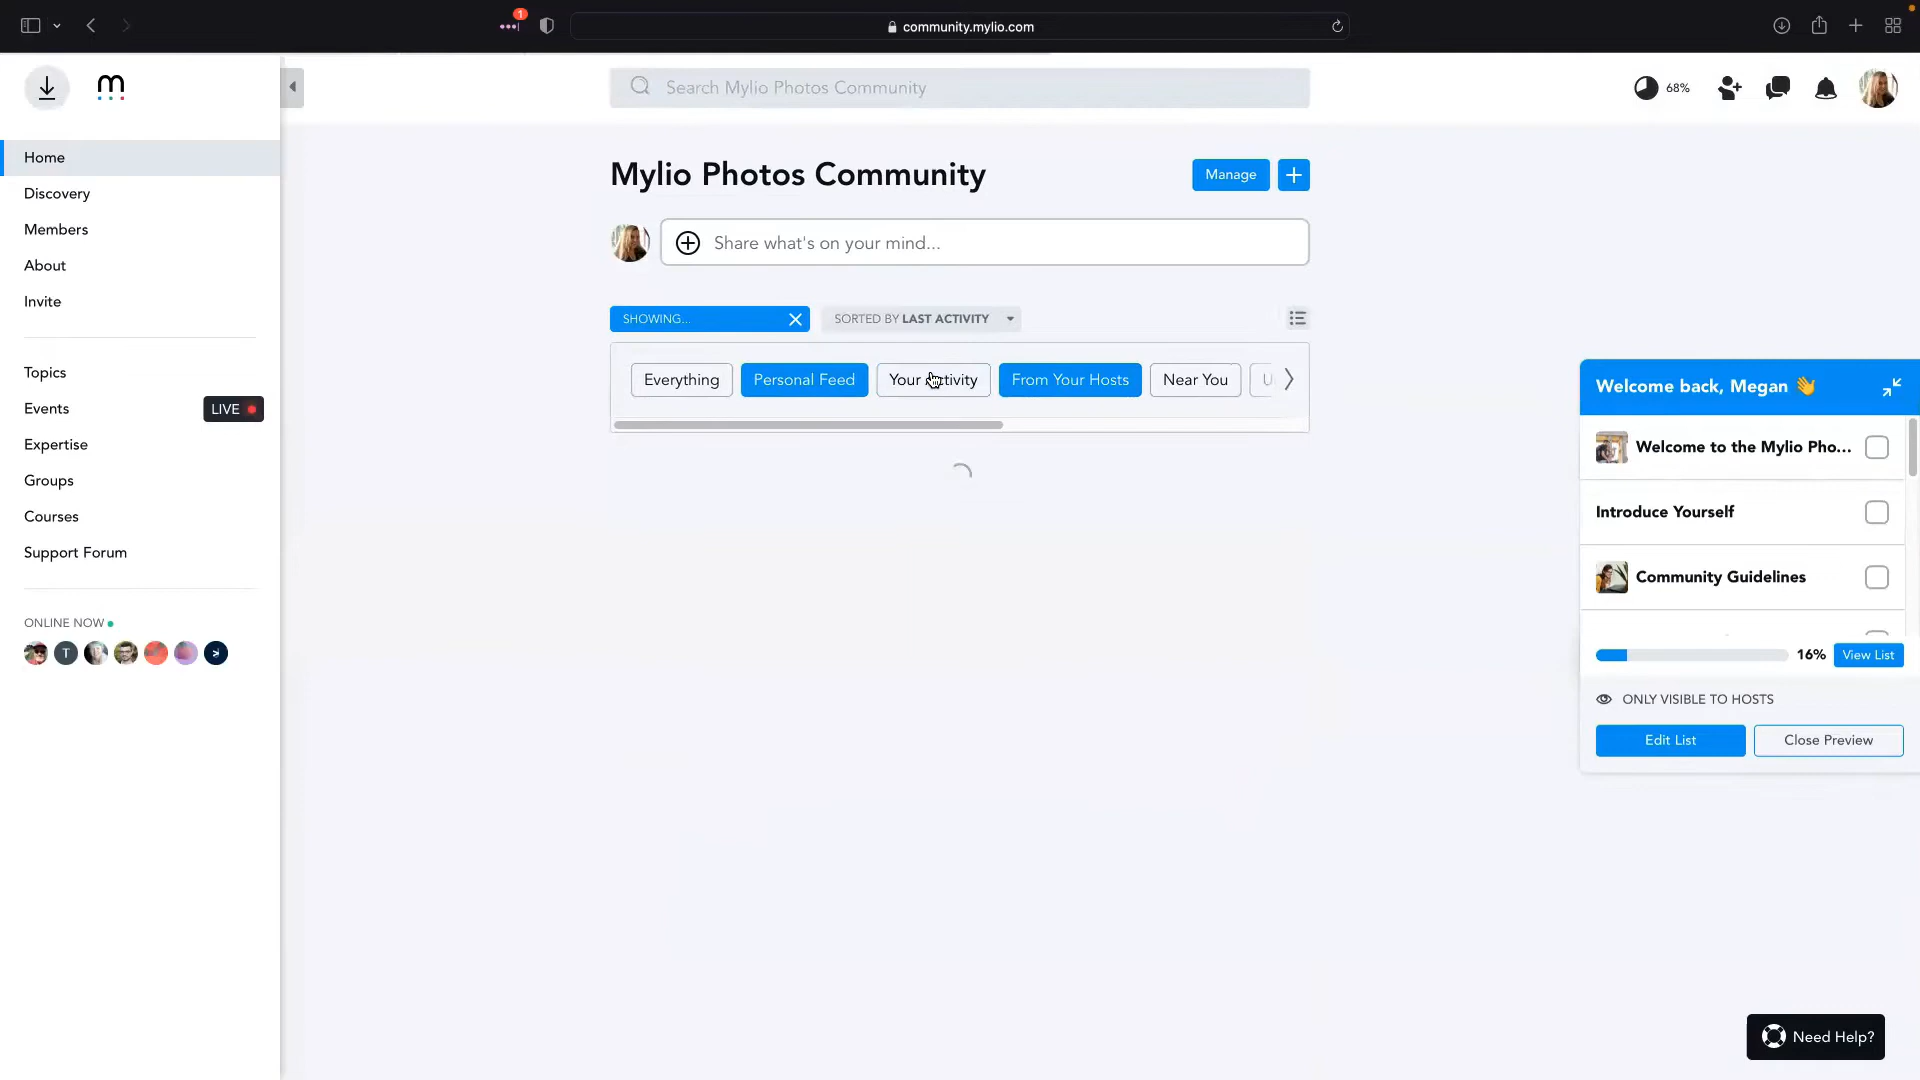 1
community.mylio.com
m
Search Mylio Photos Community
68%
Home
Discovery
Members
About
Invite
Topics
Events
LIVE
Expertise
Groups
Courses
Support Forum
ONLINE NOW
T
Mylio Photos Community
Manage
Share what's on your mind...
SHOWING...
SORTED BY LAST ACTIVITY
Everything
Personal Feed
Your Activity
From Your Hosts
Near You
Welcome back, Megan 👋
Welcome to the Mylio Pho...
Introduce Yourself
Community Guidelines
16%
View List
ONLY VISIBLE TO HOSTS
Edit List
Close Preview
Need Help?